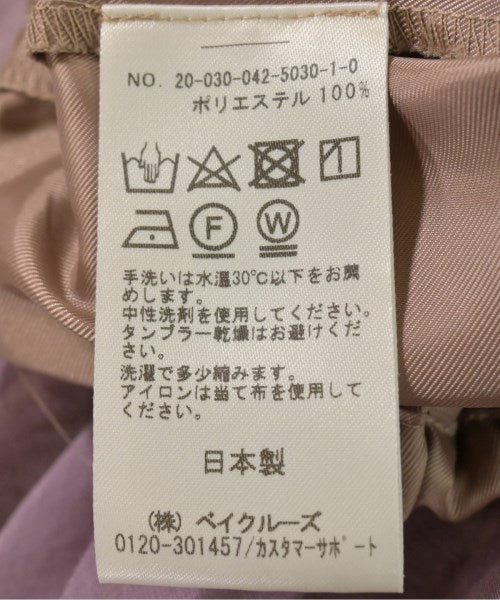 NO. 20-030-042-5030-1-0
ポリエステル 100%
F
W
手洗いは水温30℃以下をお薦
めします。
中性洗剤を使用してください。
タンブラー乾燥はお避けくだ
さい。
洗濯で多少縮みます。
アイロンは当て布を使用して
ください。
日本製
(株) ベイクルーズ
0120-301457/カスタマーサポート